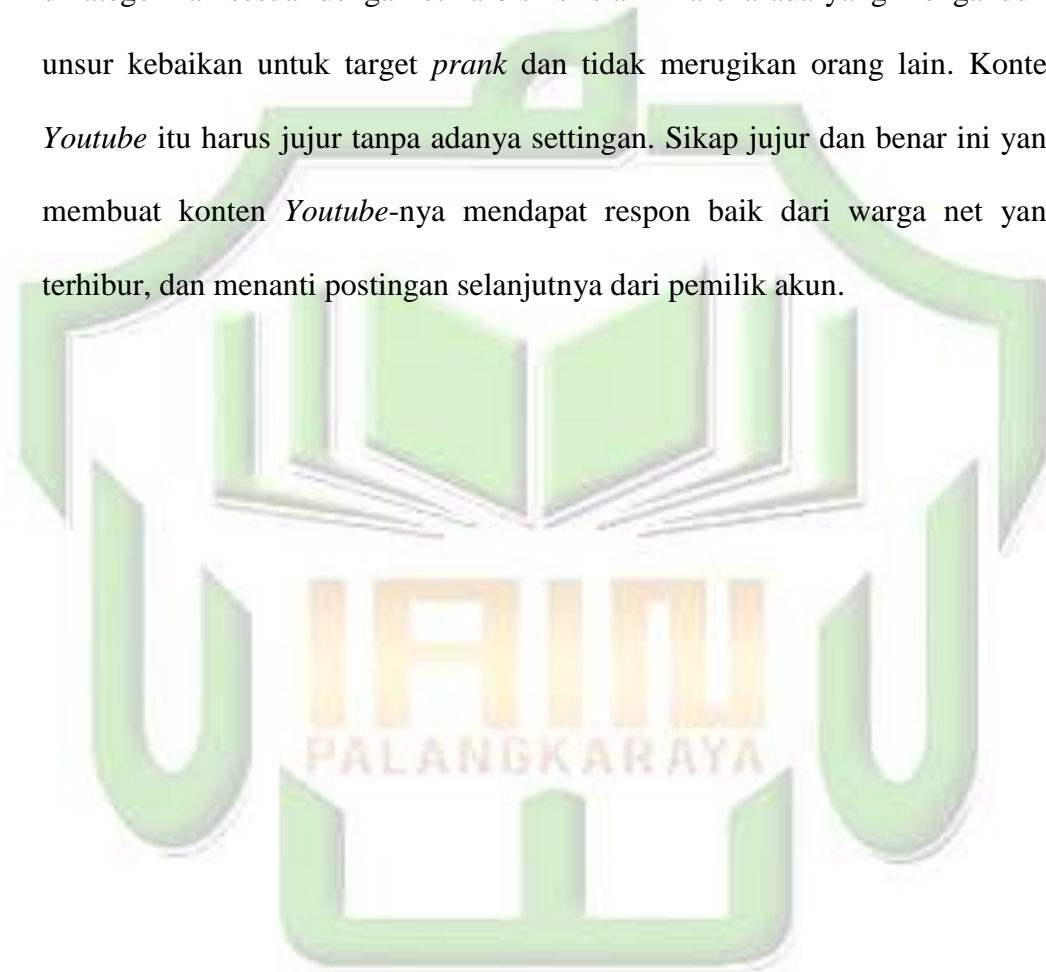 unsur kebaikan untuk target prank dan tidak merugikan orang lain. Konte
Youtube itu harus jujur tanpa adanya settingan. Sikap jujur dan benar ini yan
membuat konten Youtube-nya mendapat respon baik dari warga net yan
terhibur, dan menanti postingan selanjutnya dari pemilik akun.
IAIN
PALANGKARAYA